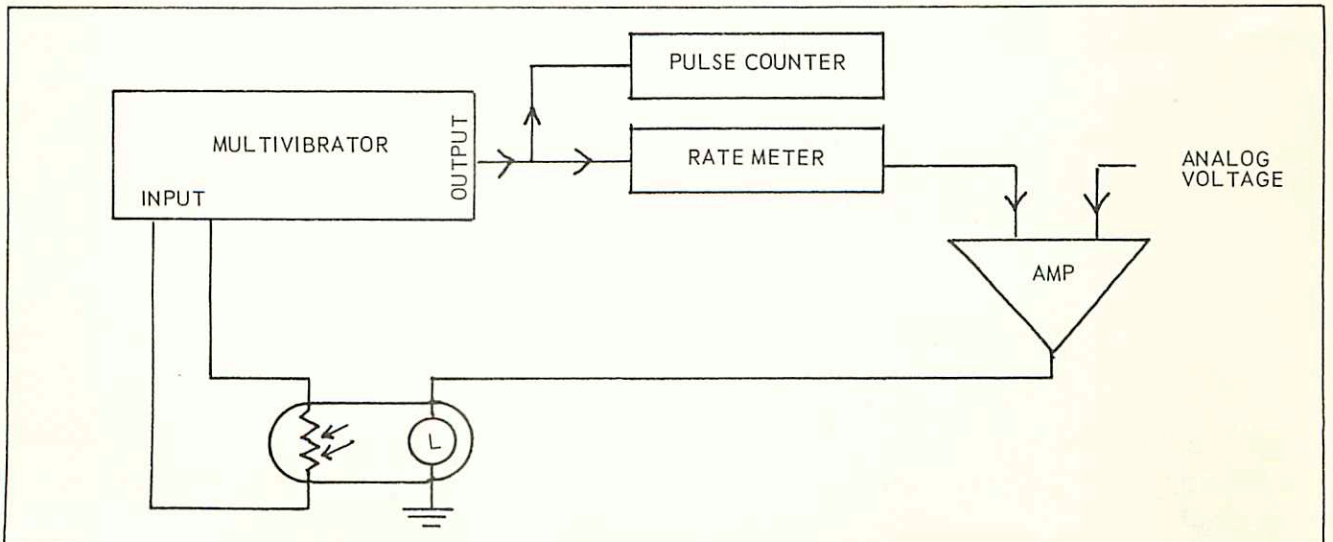 PULSE COUNTER
MULTIVIBRATOR
OUTPUT
RATE METER
ANALOG
VOLTAGE
INPUT
AMP
L